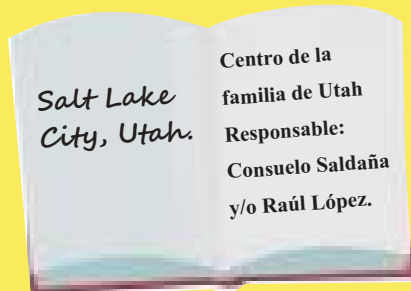 Salt Lake
City, Utah.
Centro de la
familia de Utah
Responsable:
Consuelo Saldaña
y/o Raúl López.